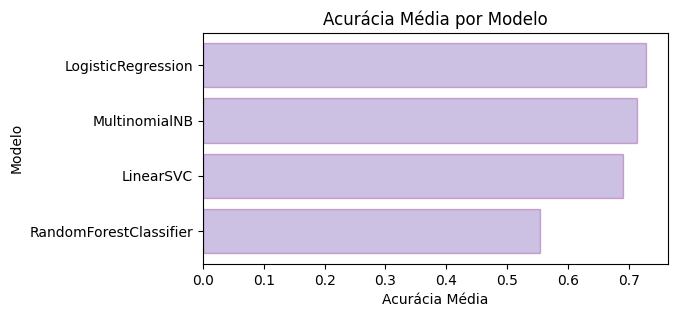 Acurácia Média por Modelo
Modelo
LogisticRegression
MultinomialNB
LinearSVC
RandomForestClassifier
0.0 0.1 0.2 0.3 0.4 0.5 0.6 0.7
Acurácia Média